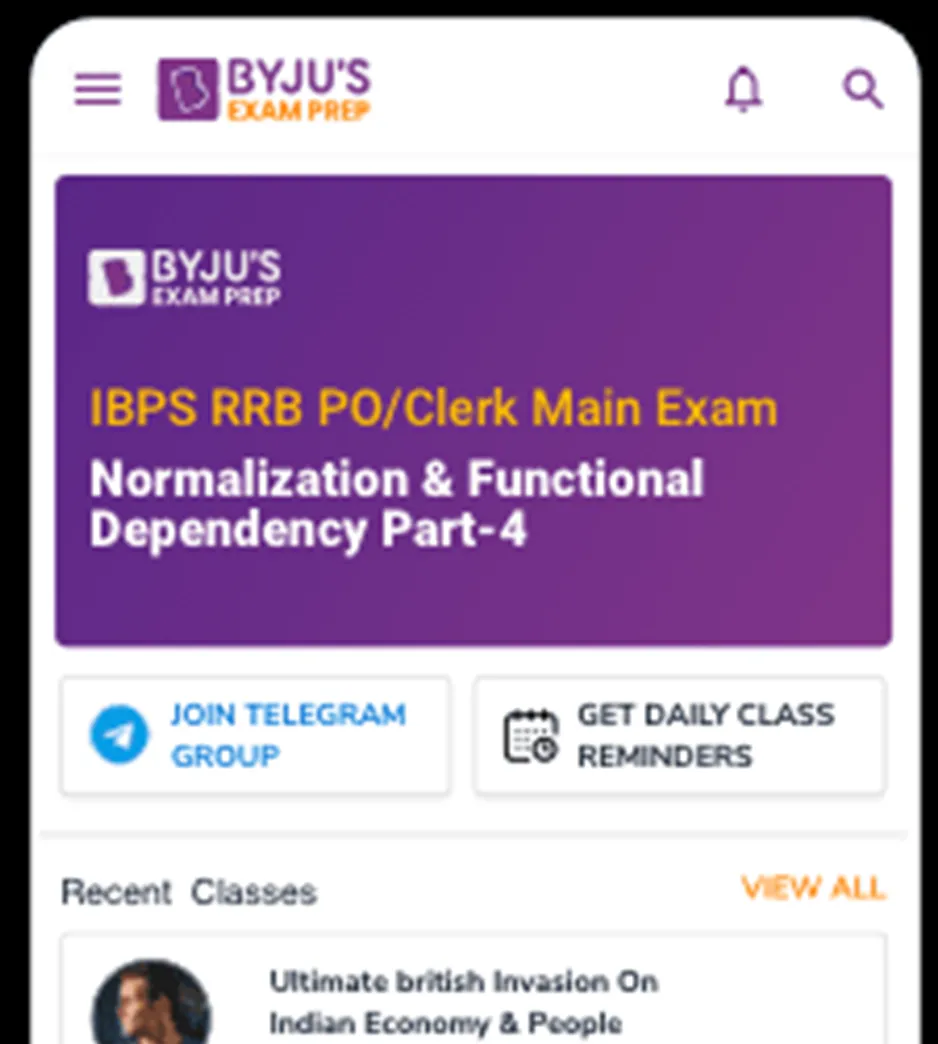 BYJU'S
EXAM PREP
BYJU'S
EXAM PREP
IBPS RRB PO/Clerk Main Exam
Normalization & Functional
Dependency Part-4
JOIN TELEGRAM
GROUP
GET DAILY CLASS
REMINDERS
Recent Classes
VIEW ALL
Ultimate british Invasion On
Indian Economy & People